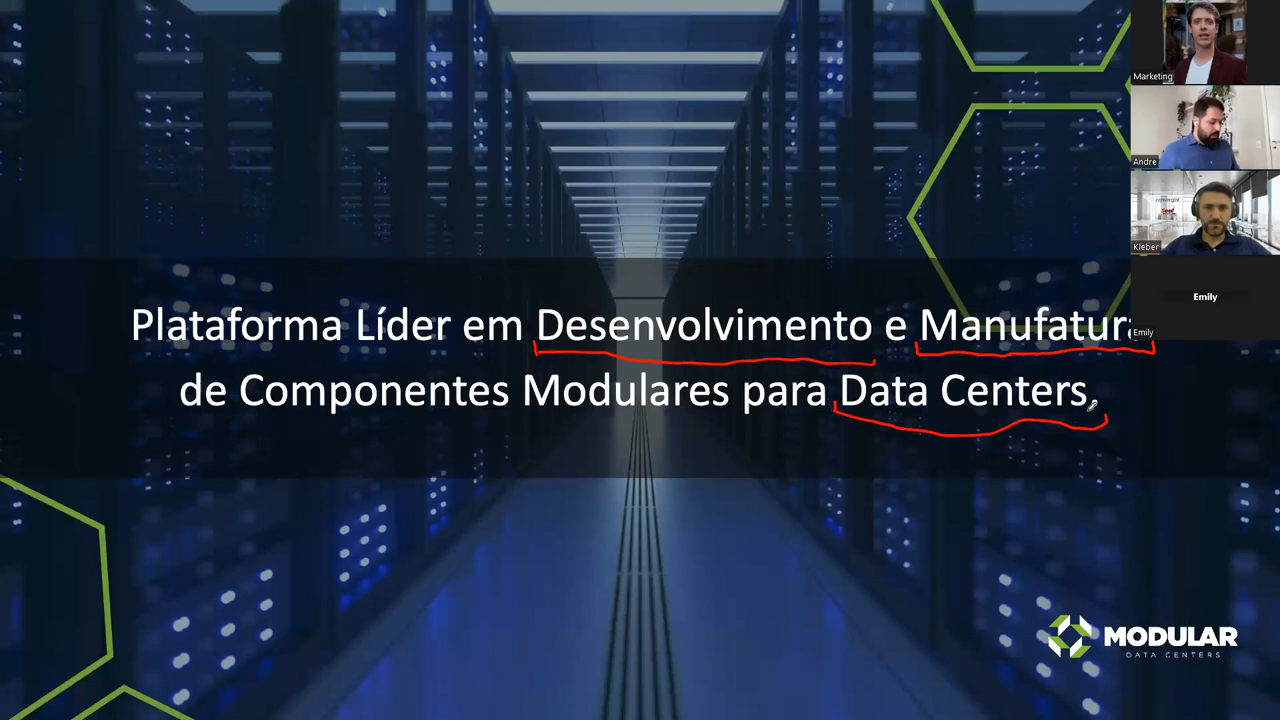 Marketing
Andre
Kleber
Emily
Emily
Plataforma Líder em Desenvolvimento e Manufatura
de Componentes Modulares para Data Centers,
MODULAR
DATA CENTERS